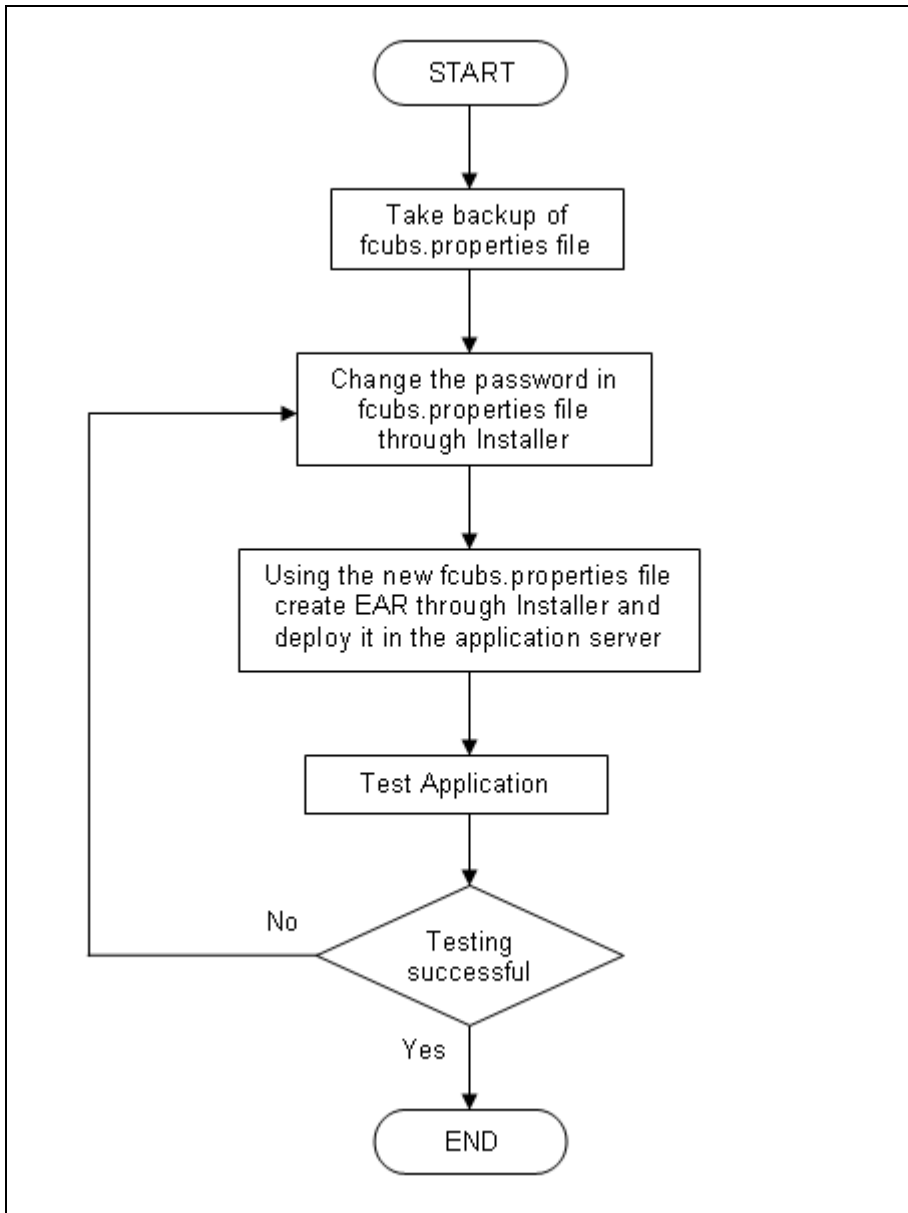 START
Take backup of
fcubs.properties file
Change the password in
fcubs.properties file
through Installer
Using the new fcubs.properties file
create EAR through Installer and
deploy it in the application server
Test Application
No
Testing
successful
Yes
END